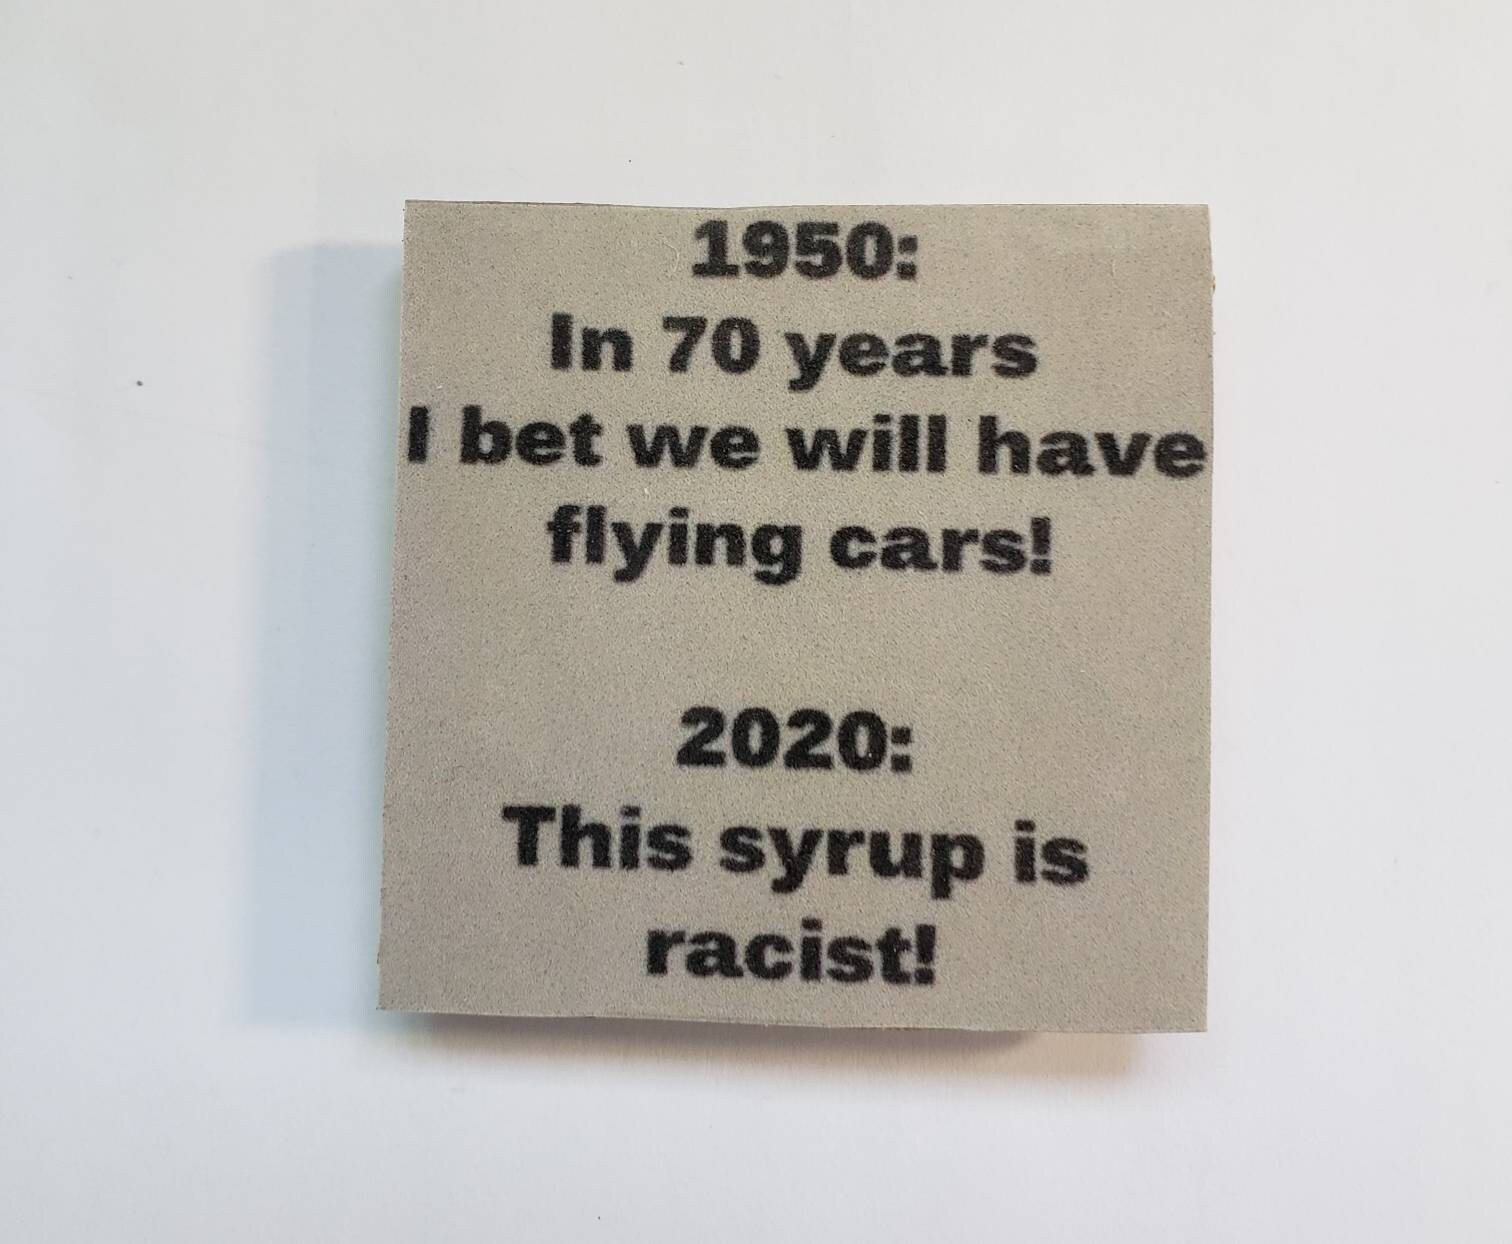 1950:
In 70 years
I bet we will have
flying cars!
2020:
This syrup is
racist!